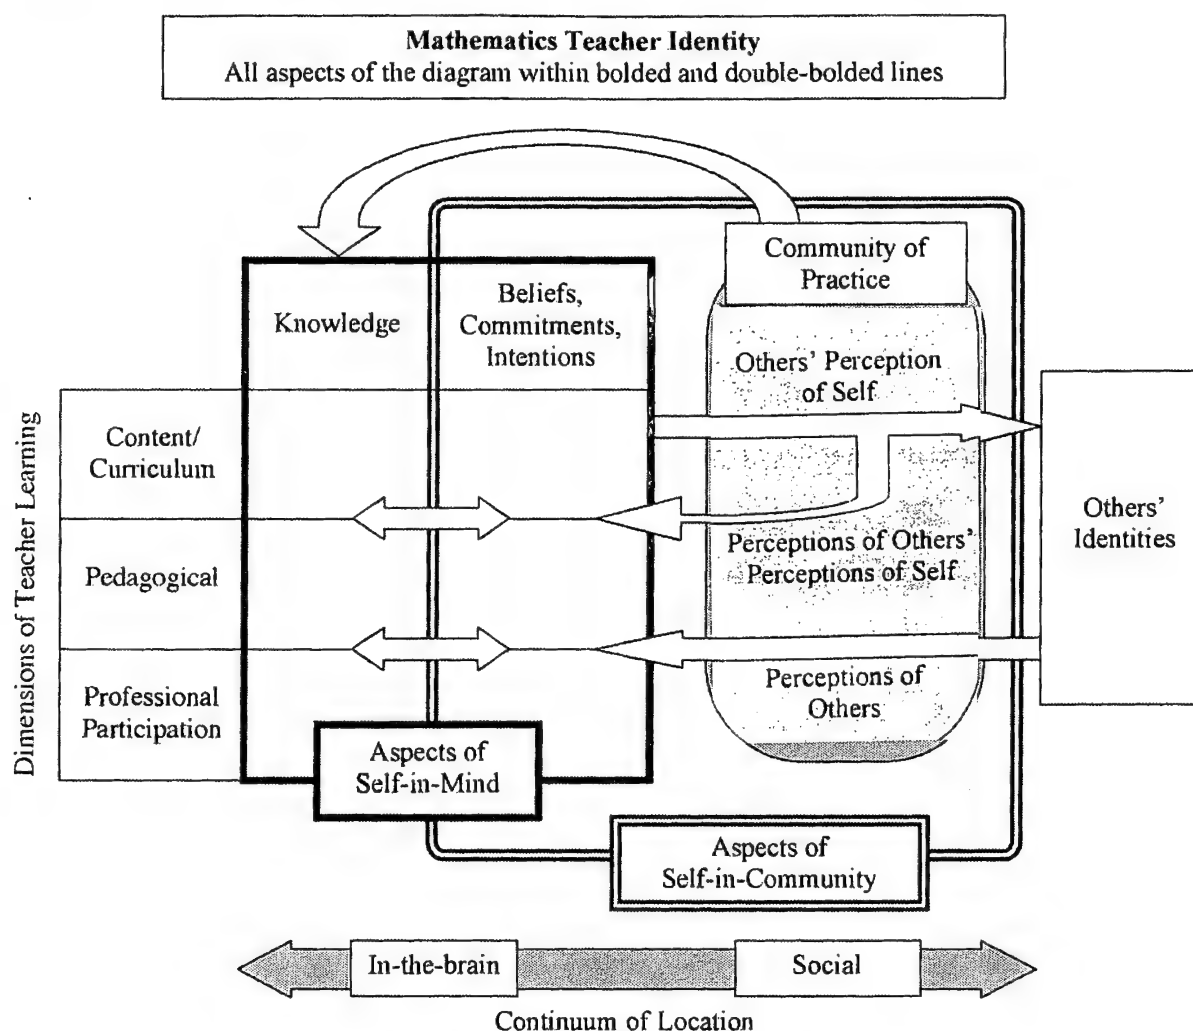 Mathematics Teacher Identity
All aspects of the diagram within bolded and double-bolded lines
Community of
Practice
Knowledge
Beliefs,
Commitments,
Intentions
Others' Perception
of Self
Dimensions of Teacher Learning
Content/
Curriculum
Pedagogical
Professional
Participation
Perceptions of Others'
Perceptions of Self
Others'
Identities
Perceptions of
Others
Aspects of
Self-in-Mind
Aspects of
Self-in-Community
In-the-brain
Social
Continuum of Location